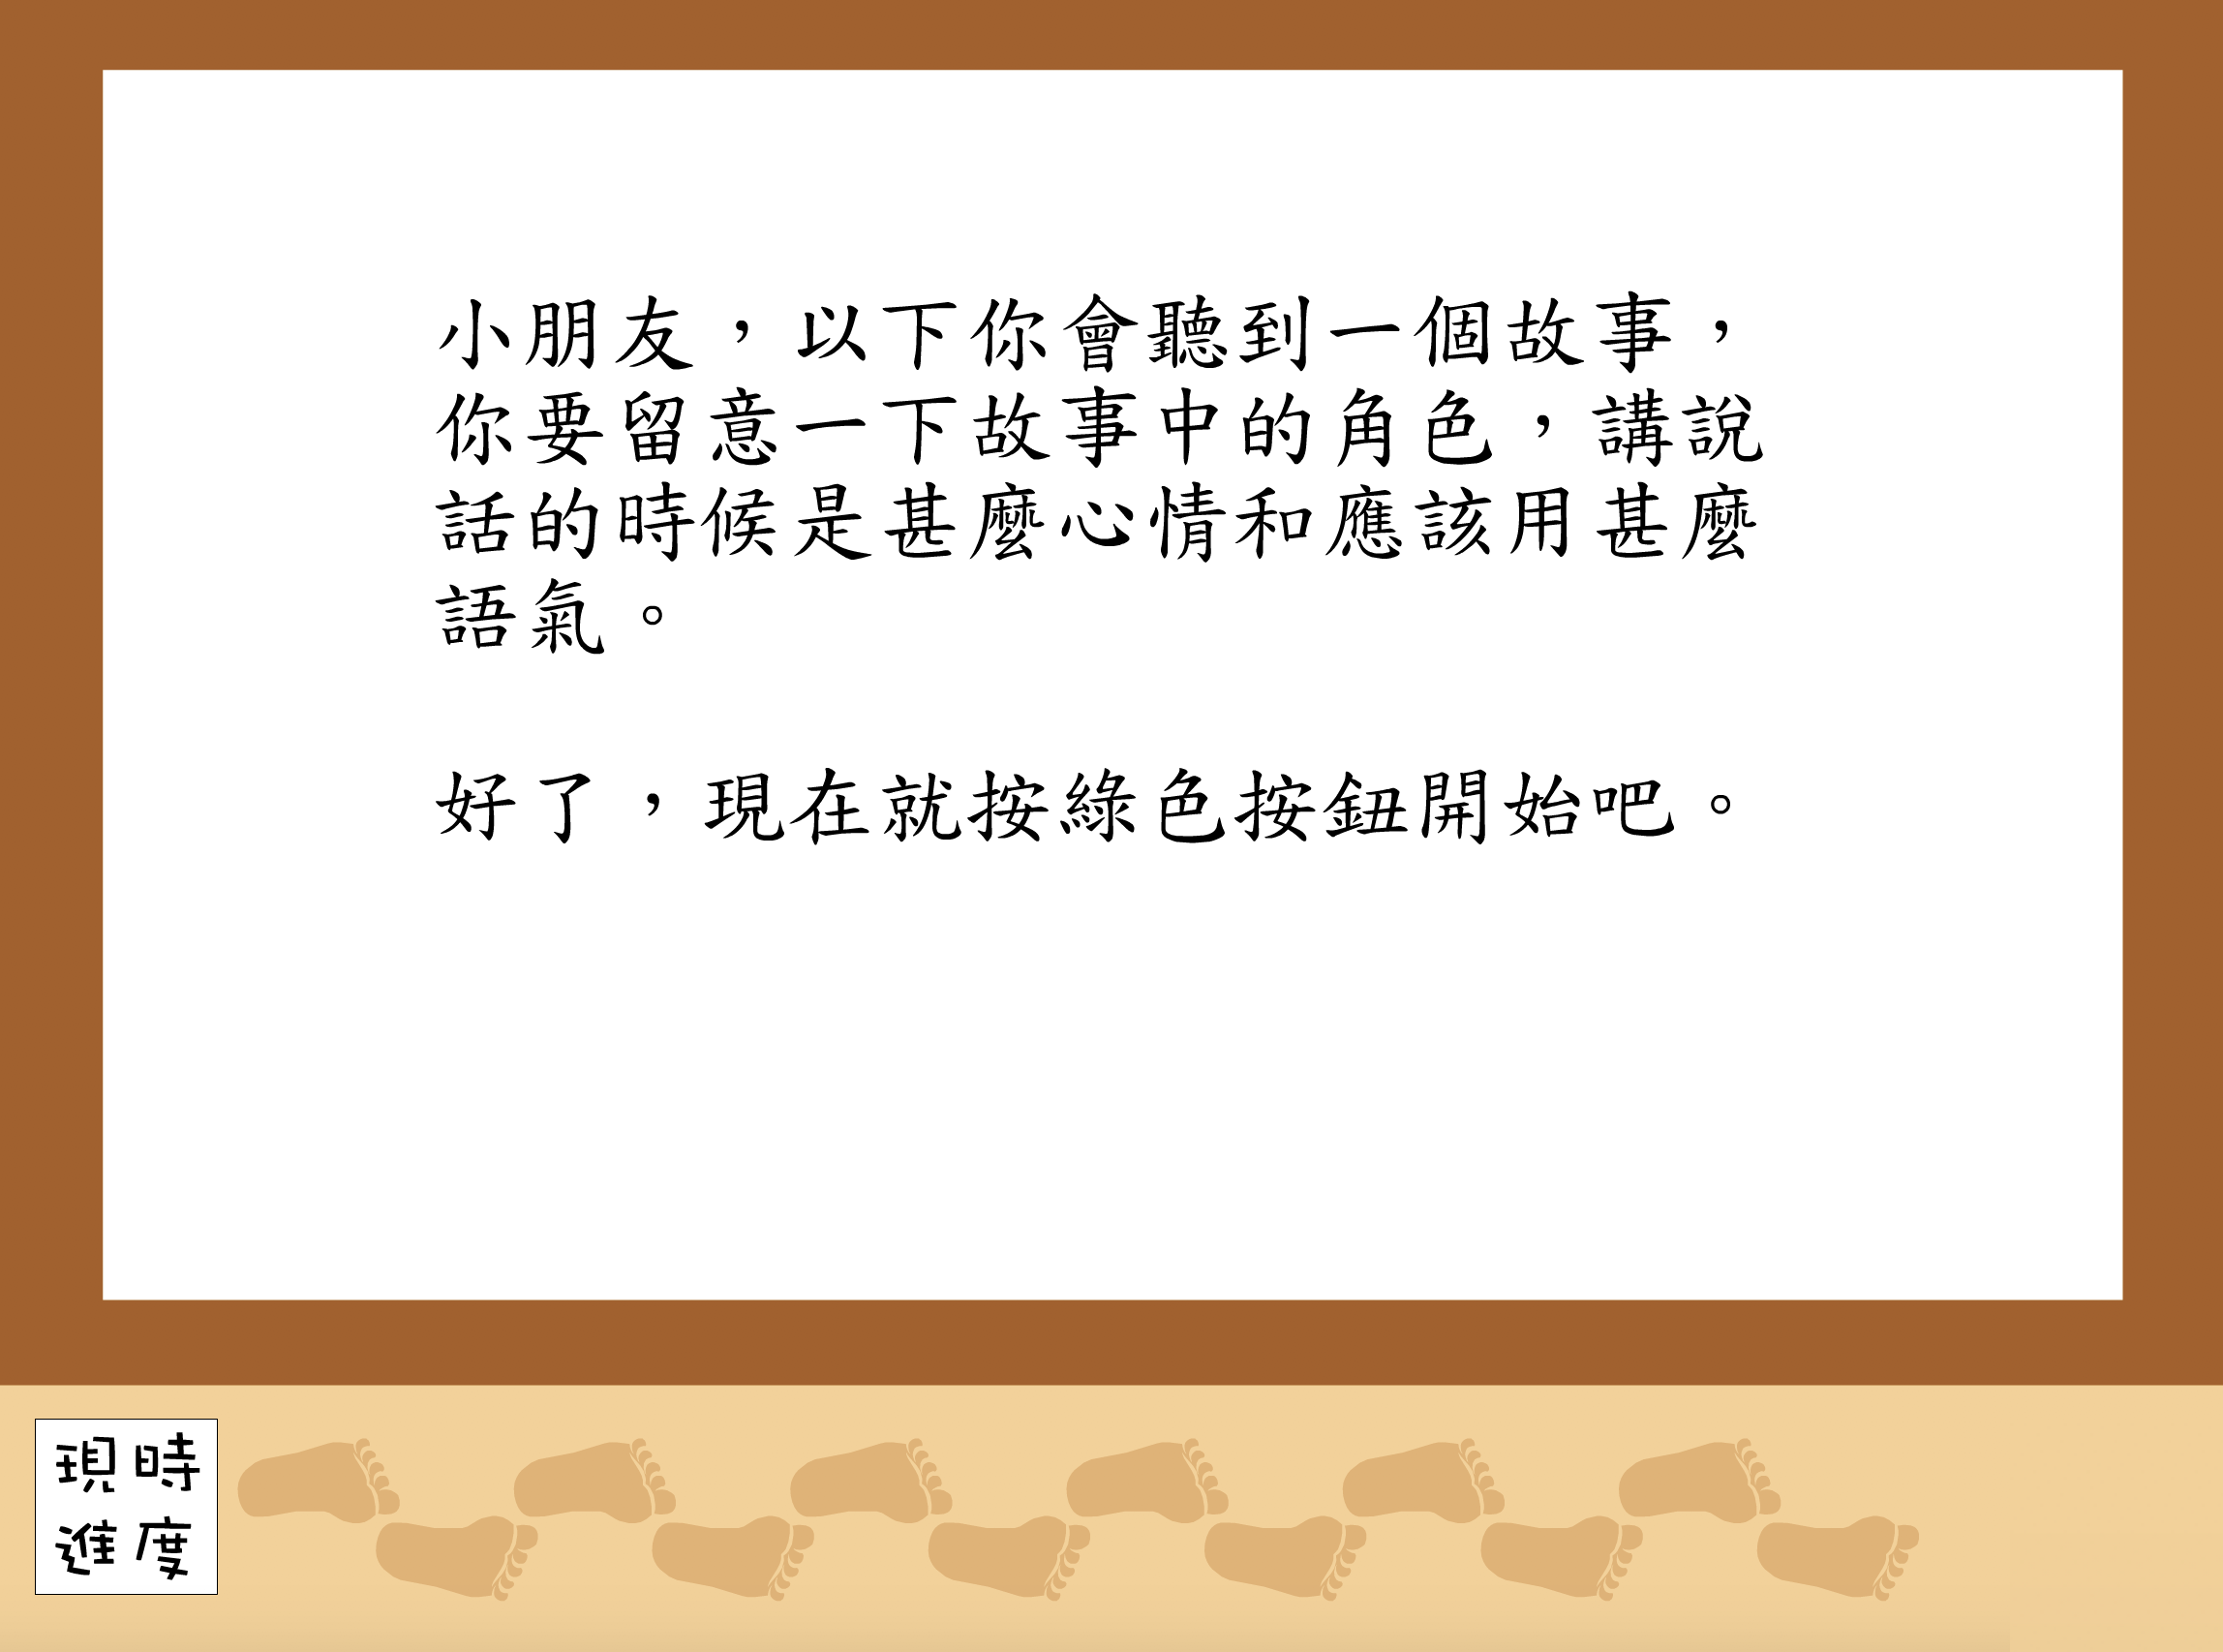 小朋友，以下你會聽到一個故事，
你要留意一下故事中的角色，講說
話的時候是甚麼心情和應該用甚麼
語氣。
好了，現在就按綠色按鈕開始吧。
現時
進度